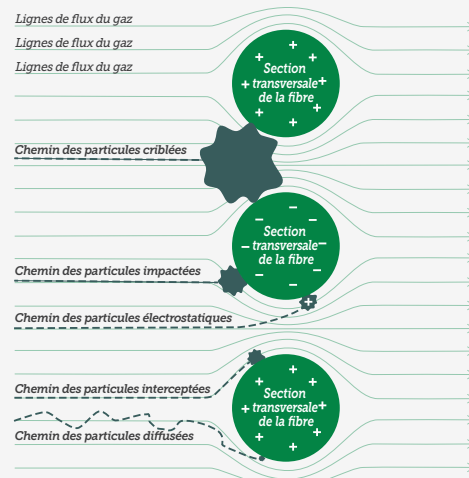 Lignes de flux du gaz
Lignes de flux du gaz
Lignes de flux du gaz
Section
transversale
de la fibre
Chemin des particules criblées
Section
transversale
de la fibre
Chemin des particules impactées
Chemin des particules électrostatiques
Chemin des particules interceptées
Section
transversale
de la fibre
Chemin des particules diffusées